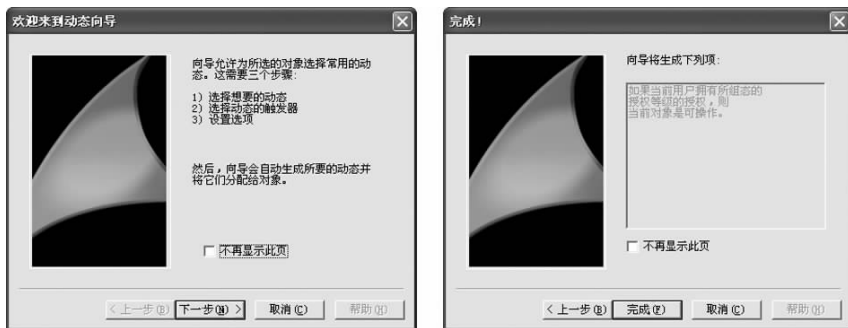 欢迎来到动态向导
向导允许为所选的对象选择常用的动
态。这需要三个步骤:
1) 选择想要的动态
2) 选择动态的触发器
3) 设置选项
然后，向导会自动生成所要的动态并
将它们分配给对象。
不再显示此页
< 上一步(B)
下一步(N) >
取消(C)
帮助(H)
完成!
向导将生成下列项:
如果当前用户拥有所组态的
授权等级的授权，则
当前对象是可操作。
不再显示此页
< 上一步(B)
完成(F)
取消(C)
帮助(H)